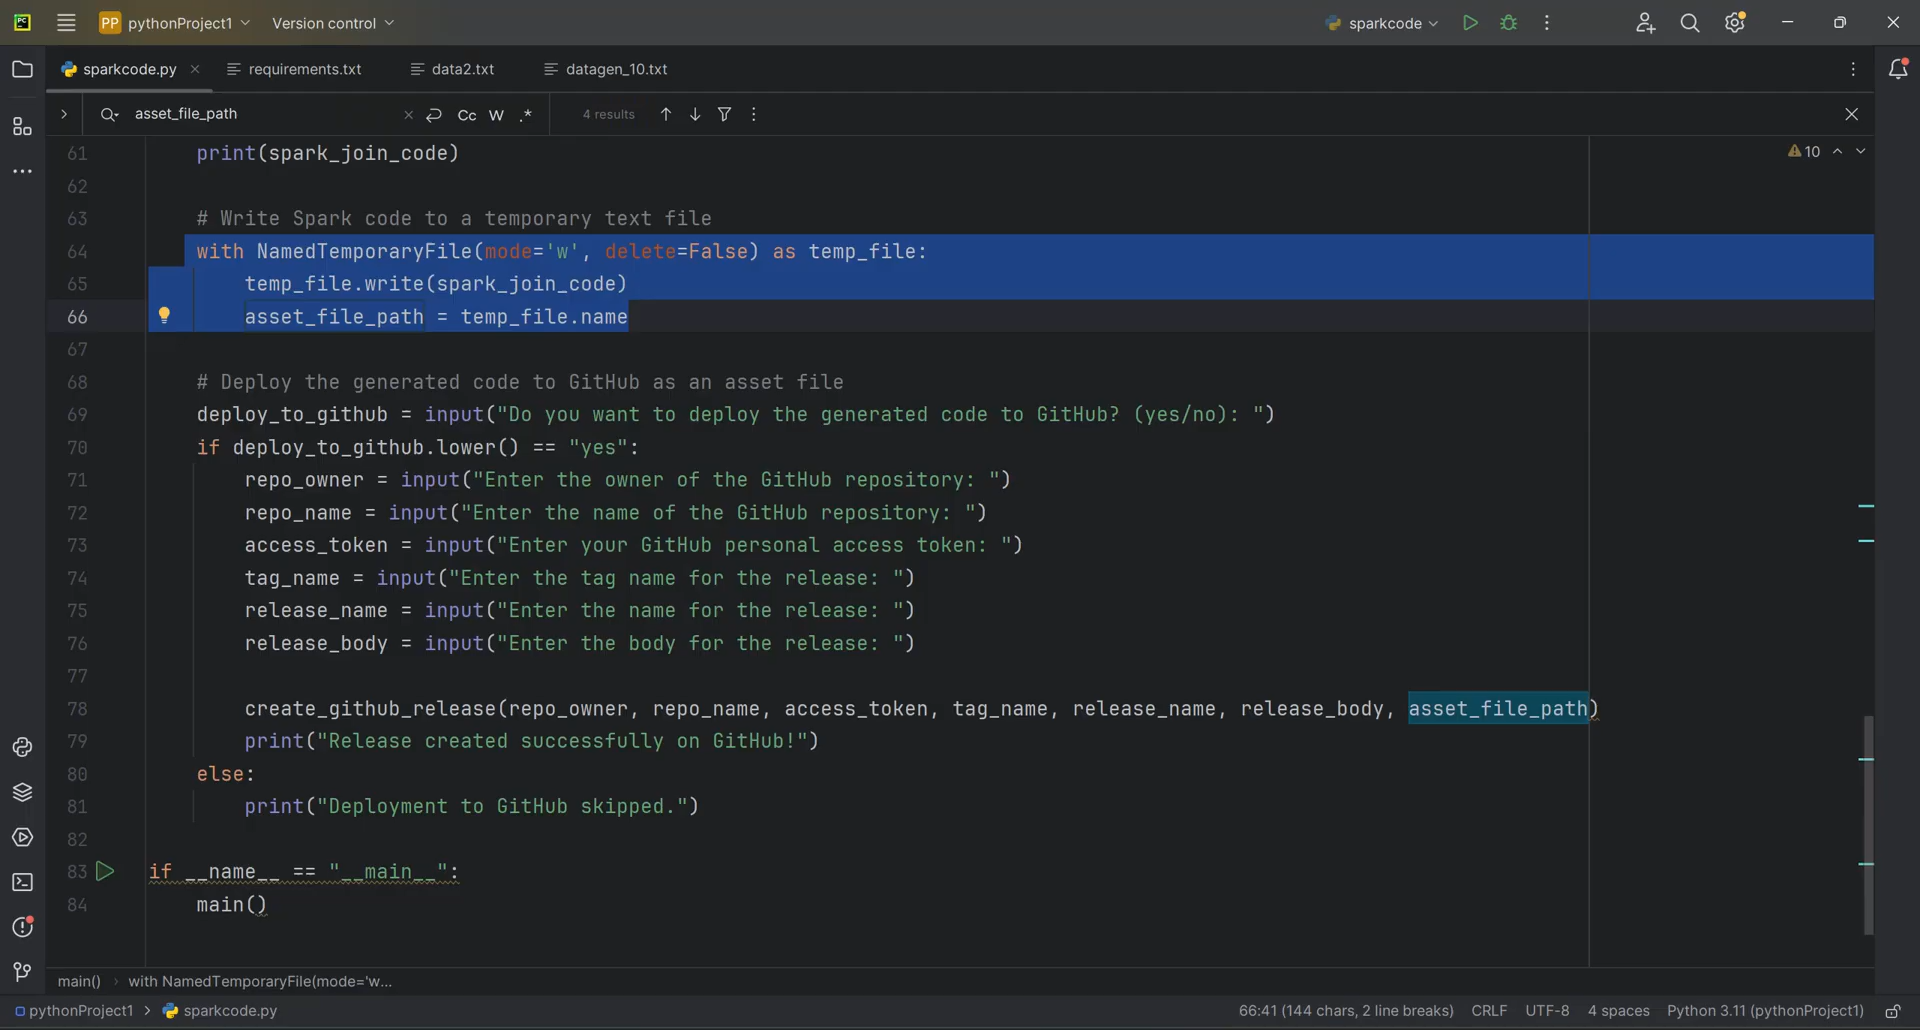 PC PP pythonProject1 Version control sparkcode
sparkcode.py requirements.txt data2.txt datagen_10.txt
asset_file_path Cc W .* 4 results
61 print(spark_join_code)
10
62
63 # Write Spark code to a temporary text file
64 with NamedTemporaryFile(mode='w', delete=False) as temp_file:
65 temp_file.write(spark_join_code)
66 asset_file_path = temp_file.name
67
68 # Deploy the generated code to GitHub as an asset file
69 deploy_to_github = input("Do you want to deploy the generated code to GitHub? (yes/no): ")
70 if deploy_to_github.lower() == "yes":
71 repo_owner = input("Enter the owner of the GitHub repository: ")
72 repo_name = input("Enter the name of the GitHub repository: ")
73 access_token = input("Enter your GitHub personal access token: ")
74 tag_name = input("Enter the tag name for the release: ")
75 release_name = input("Enter the name for the release: ")
76 release_body = input("Enter the body for the release: ")
77
78 create_github_release(repo_owner, repo_name, access_token, tag_name, release_name, release_body, asset_file_path)
79 print("Release created successfully on GitHub!")
80 else:
81 print("Deployment to GitHub skipped.")
82
83 if __name__ == "__main__":
84 main()
main() › with NamedTemporaryFile(mode='w...
pythonProject1 › sparkcode.py 66:41 (144 chars, 2 line breaks) CRLF UTF-8 4 spaces Python 3.11 (pythonProject1)